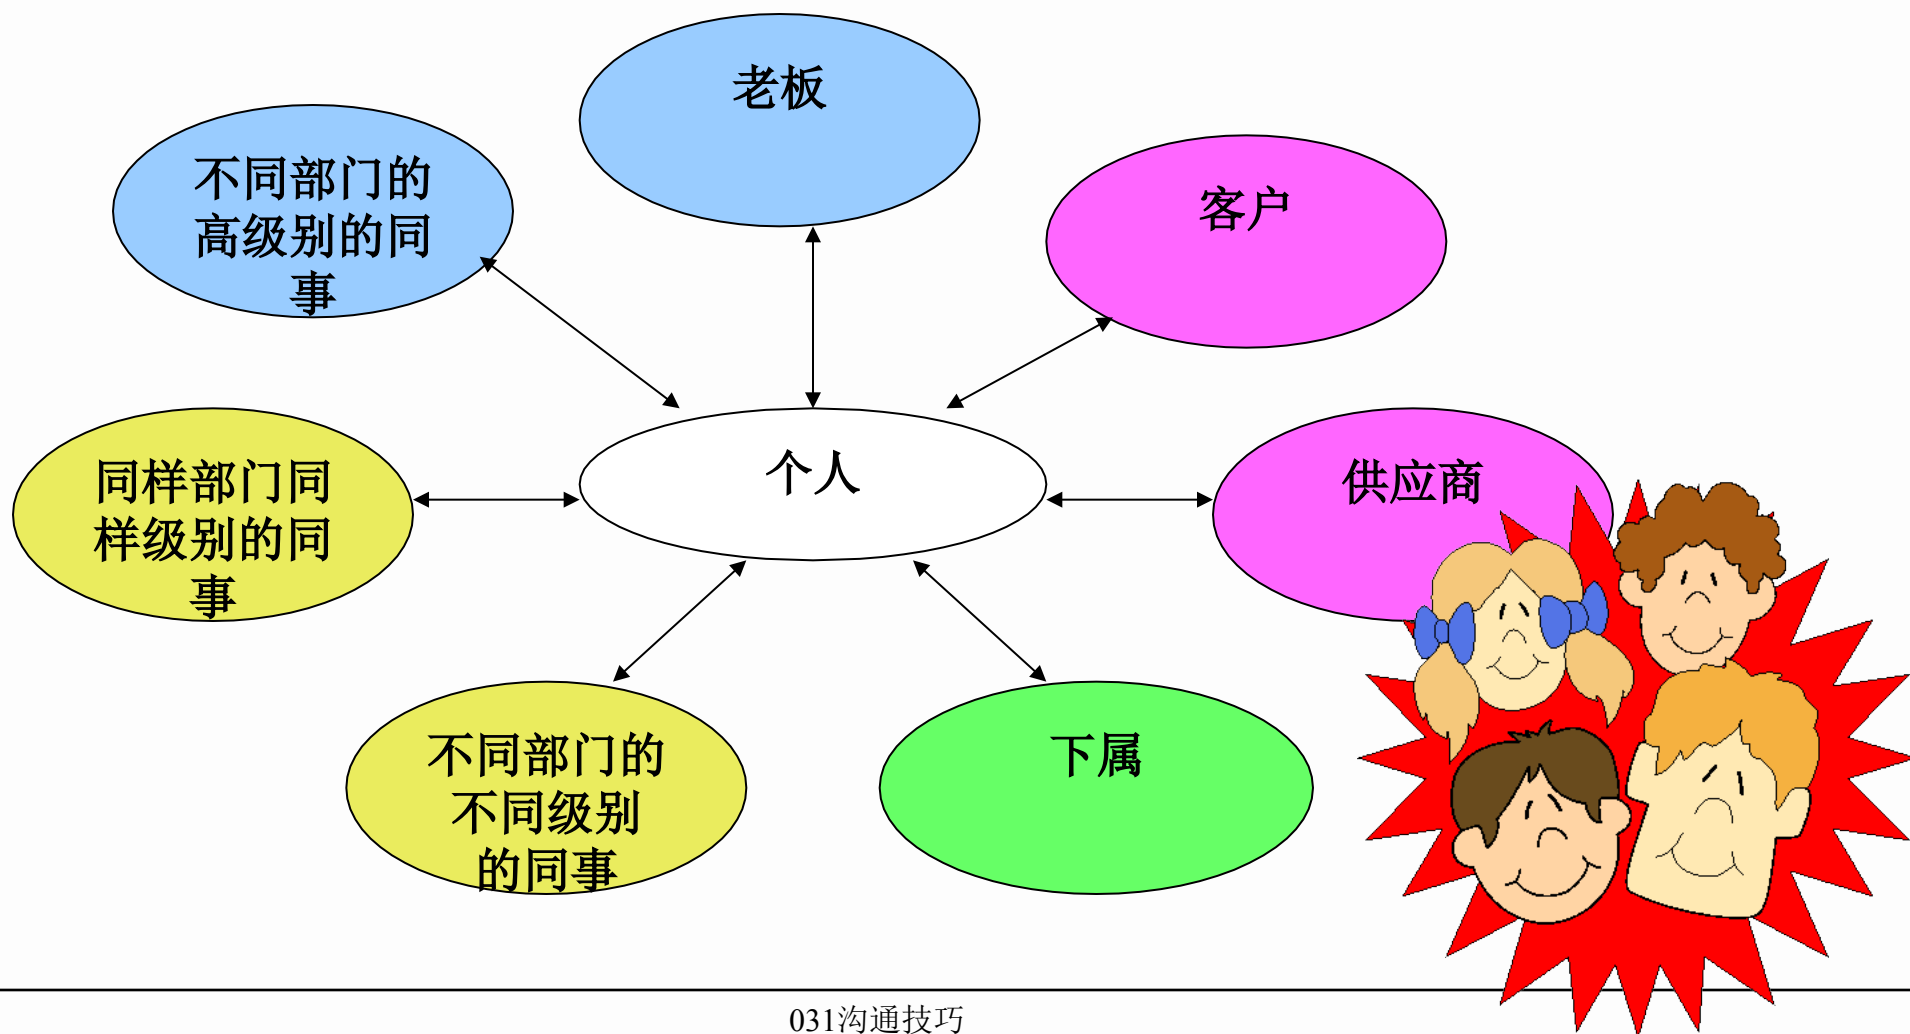 老板
不同部门的
高级别的同
事
客户
个人
同样部门同
样级别的同
事
供应商
不同部门的
不同级别
的同事
下属
031沟通技巧